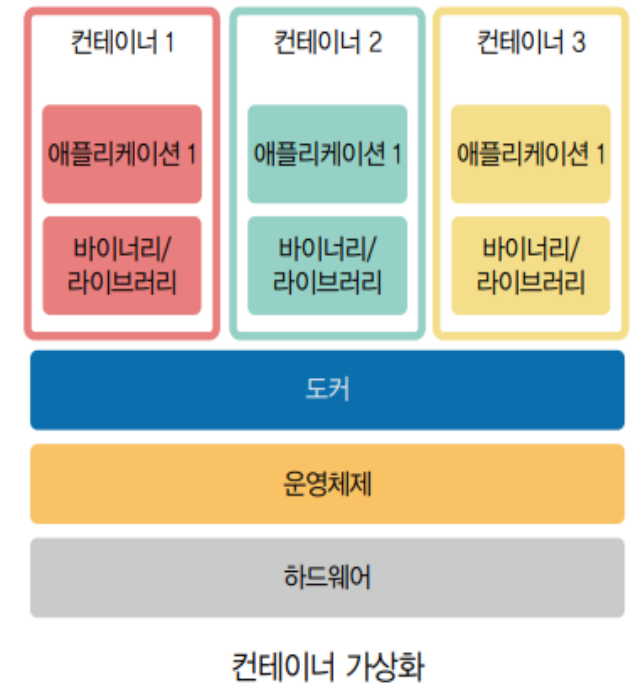 컨테이너 1
컨테이너 2
컨테이너 3
애플리케이션 1
애플리케이션 1
애플리케이션 1
바이너리/
라이브러리
바이너리/
라이브러리
바이너리/
라이브러리
도커
운영체제
하드웨어
컨테이너 가상화